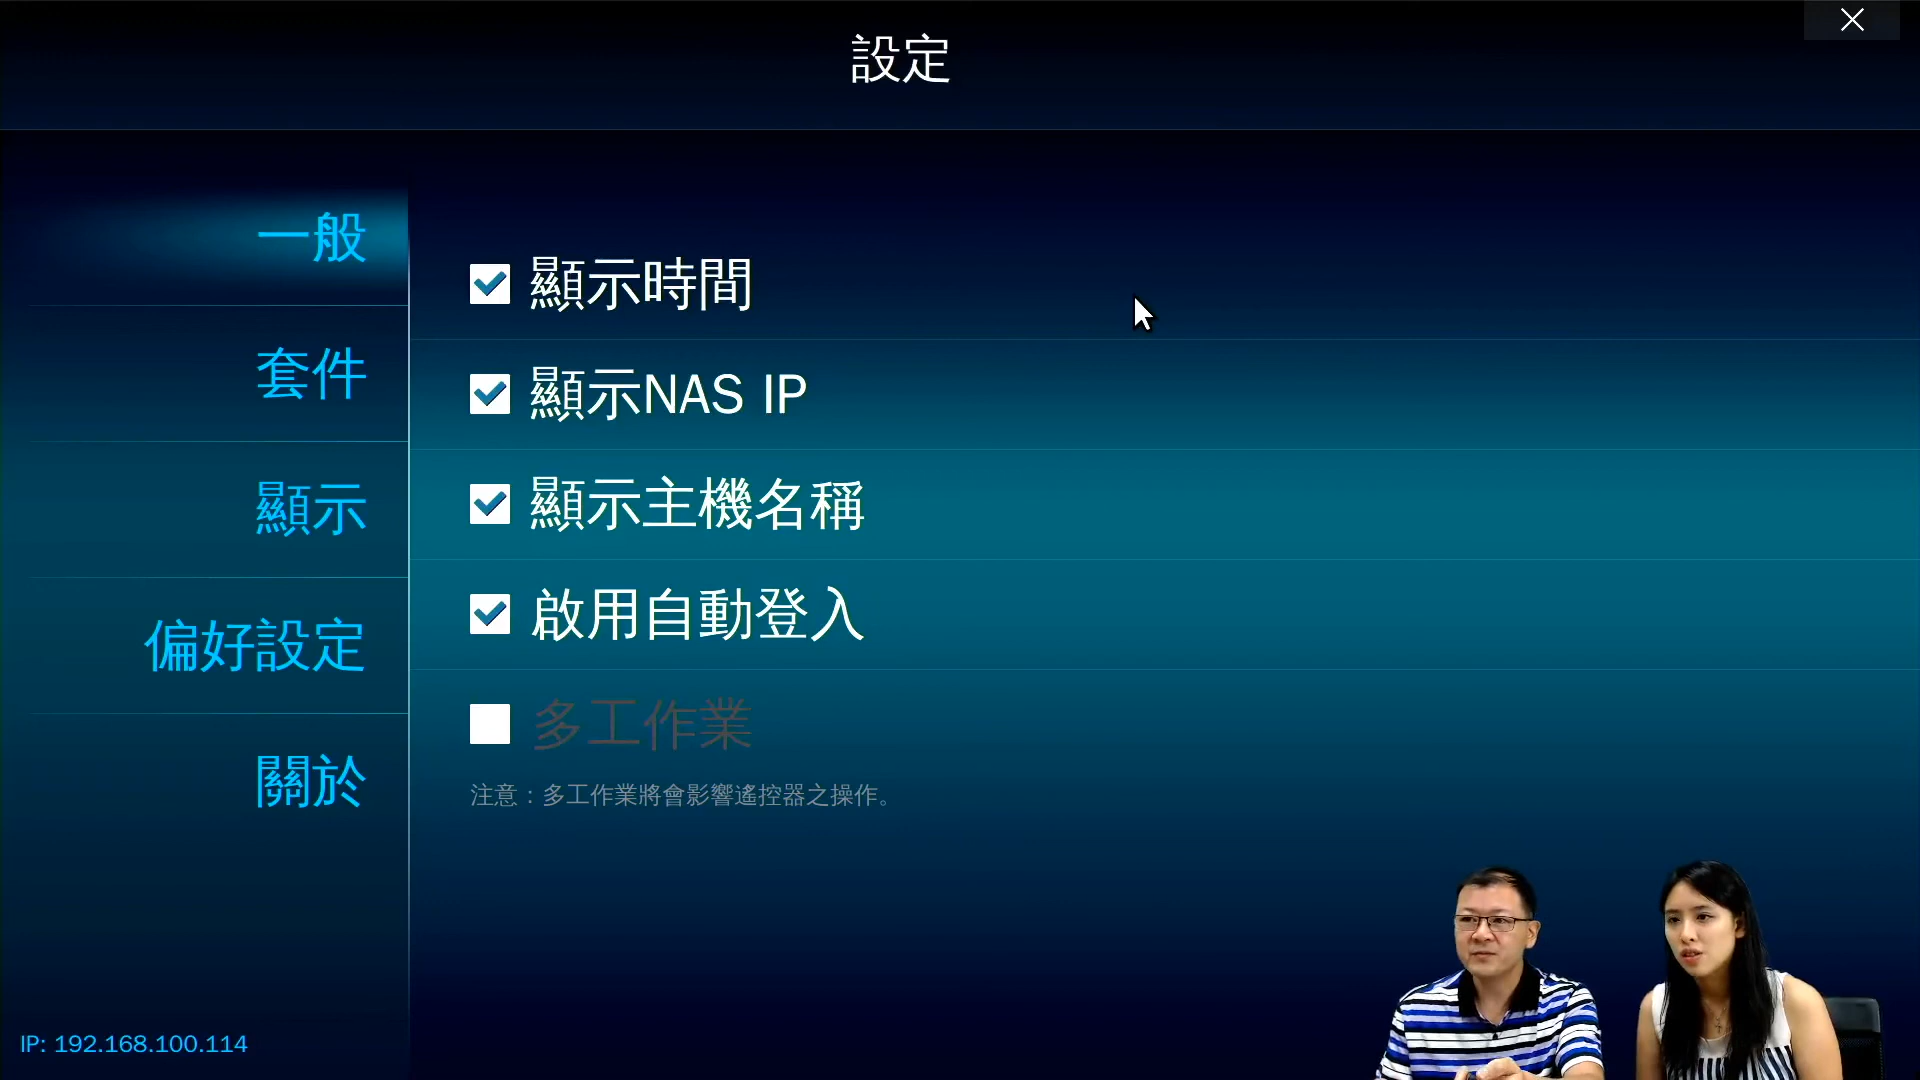 設定
一般
套件
顯示
偏好設定
關於
顯示時間
顯示NAS IP
顯示主機名稱
啟用自動登入
多工作業
注意：多工作業將會影響遙控器之操作。
IP: 192.168.100.114